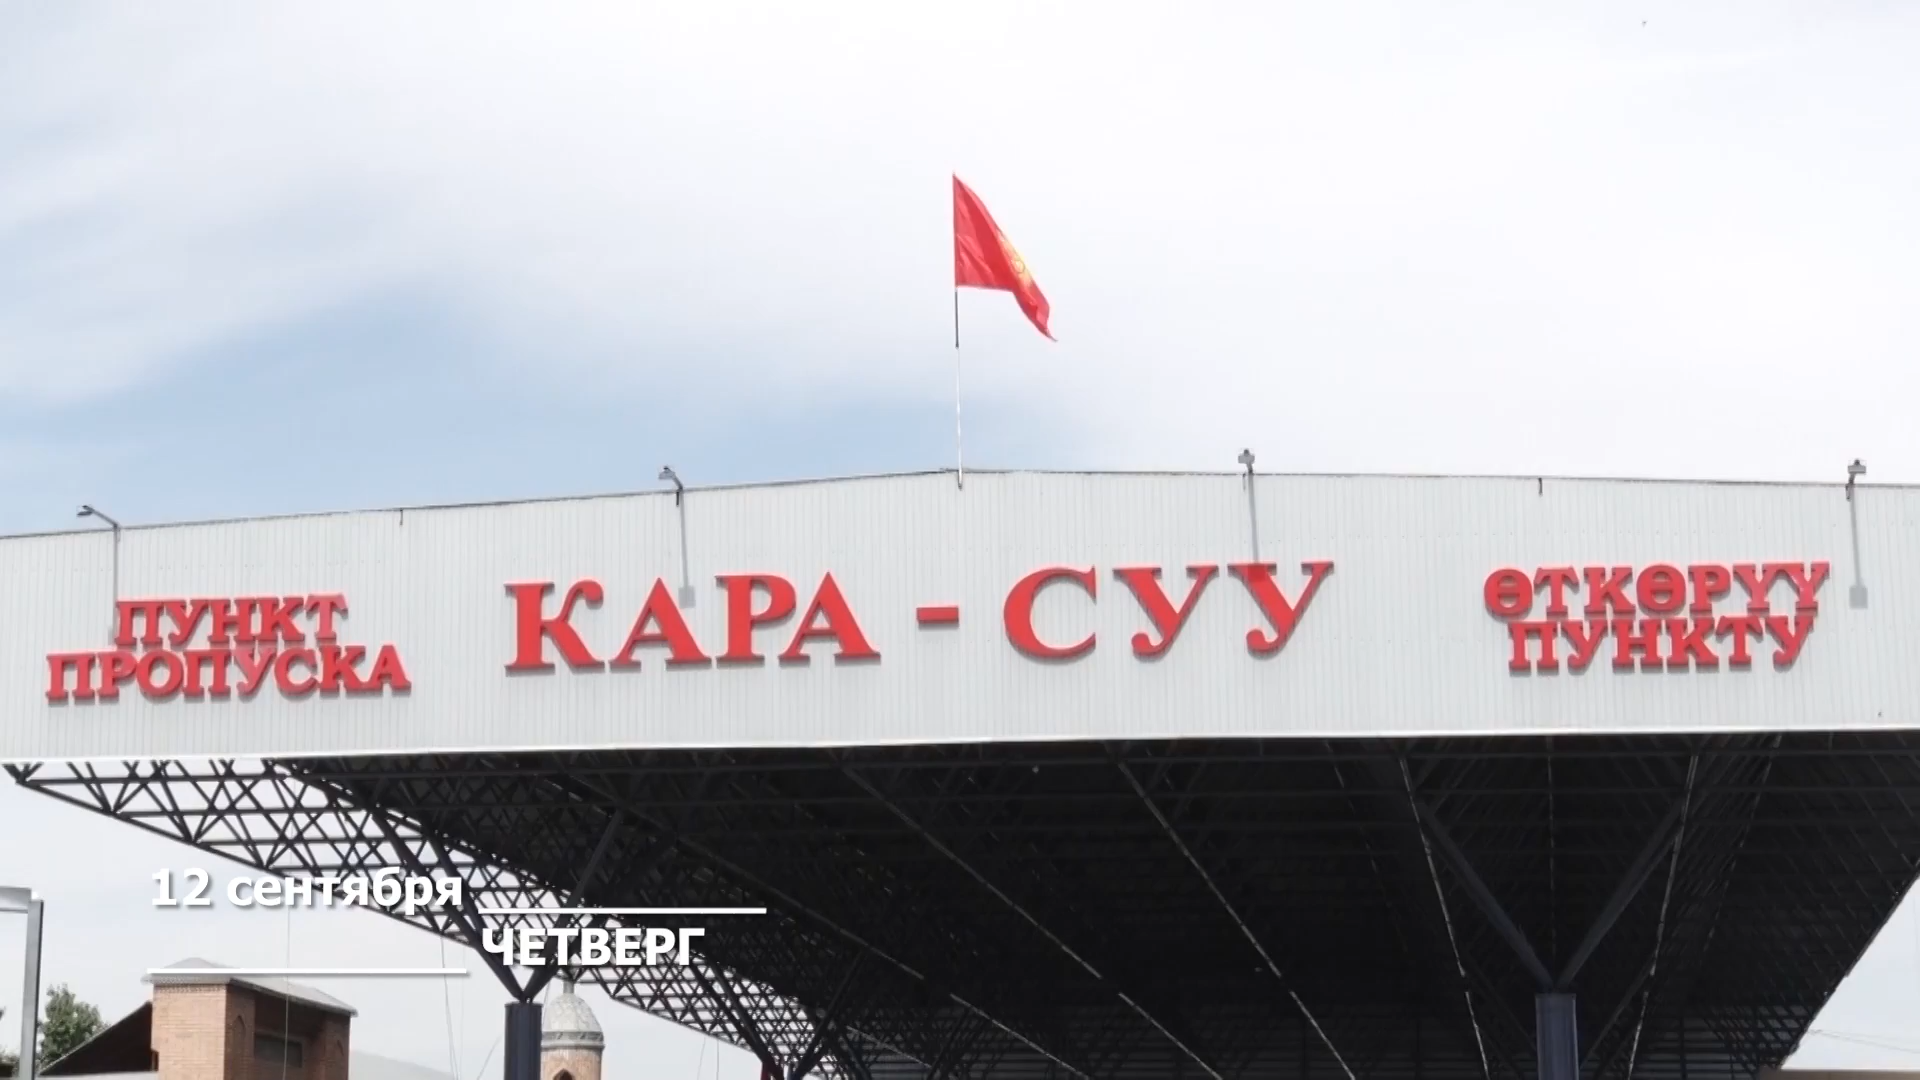 ПУНКТ
ПРОПУСКА
КАРА - СУУ
ӨТКӨРҮҮ
ПУНКТУ
12 сентября
ЧЕТВЕРГ